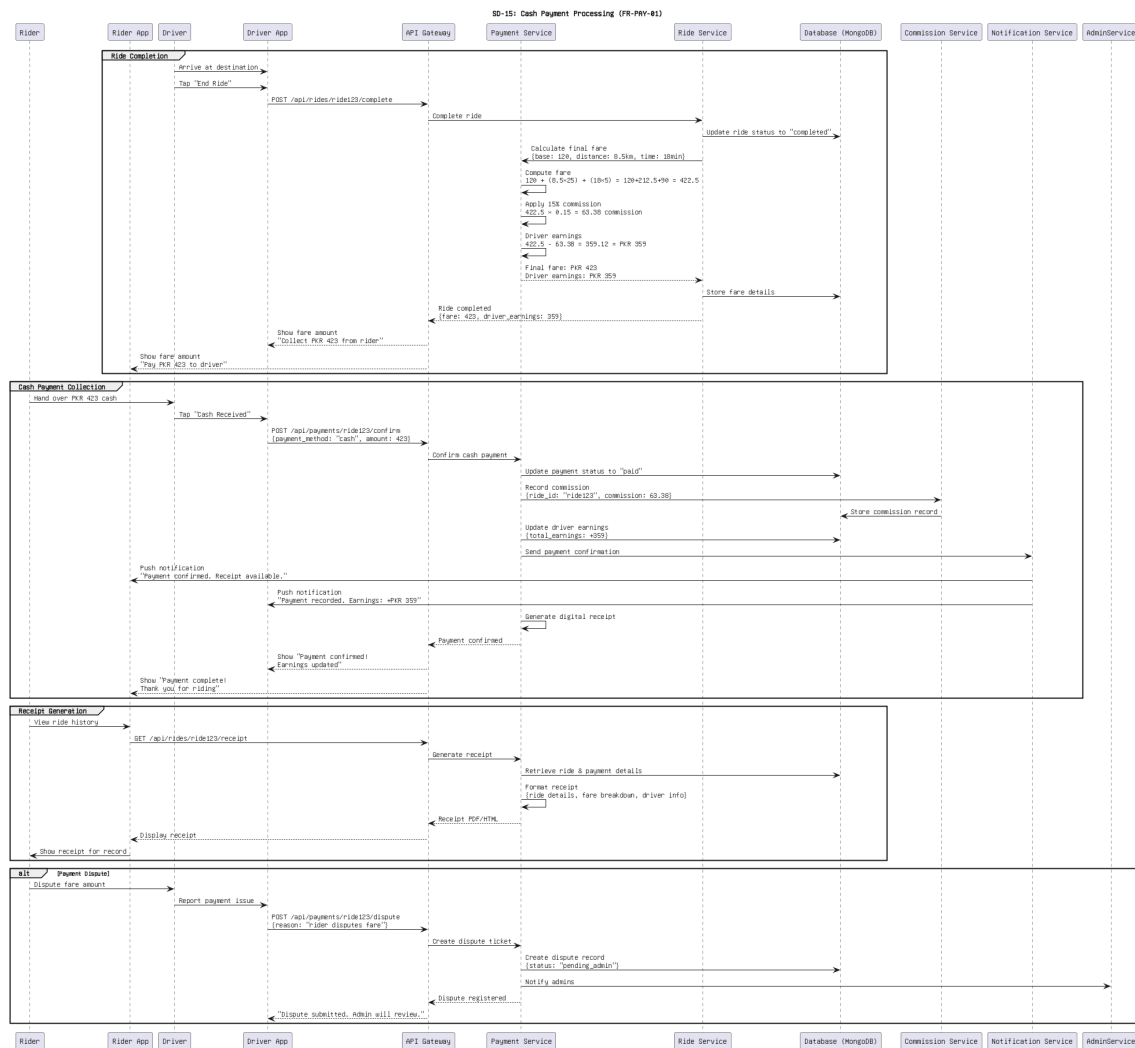 SD-15: Cash Payment Processing (FR-PAY-01)
Rider
Rider App
Driver
Driver App
API Gateway
Payment Service
Ride Service
Database (MongoDB)
Commission Service
Notification Service
AdminService
Ride Completion
Arrive at destination
Tap "End Ride"
POST /api/rides/ride123/complete
Complete ride
Update ride status to "completed"
Calculate final fare
{base: 120, distance: 8.5km, time: 18min}
Compute fare
120 + (8.5×25) + (18×5) = 120+212.5+90 = 422.5
Apply 15% commission
422.5 × 0.15 = 63.38 commission
Driver earnings
422.5 - 63.38 = 359.12 = PKR 359
Final fare: PKR 423
Driver earnings: PKR 359
Store fare details
Ride completed
{fare: 423, driver_earnings: 359}
Show fare amount
"Collect PKR 423 from rider"
Show fare amount
"Pay PKR 423 to driver"
Cash Payment Collection
Hand over PKR 423 cash
Tap "Cash Received"
POST /api/payments/ride123/confirm
{payment_method: "cash", amount: 423}
Confirm cash payment
Update payment status to "paid"
Record commission
{ride_id: "ride123", commission: 63.38}
Store commission record
Update driver earnings
{total_earnings: +359}
Send payment confirmation
Push notification
"Payment confirmed. Receipt available."
Push notification
"Payment recorded. Earnings: +PKR 359"
Generate digital receipt
Payment confirmed
Show "Payment confirmed!
Earnings updated"
Show "Payment complete!
Thank you for riding"
Receipt Generation
View ride history
GET /api/rides/ride123/receipt
Generate receipt
Retrieve ride & payment details
Format receipt
{ride details, fare breakdown, driver info}
Receipt PDF/HTML
Display receipt
Show receipt for record
alt [Payment Dispute]
Dispute fare amount
Report payment issue
POST /api/payments/ride123/dispute
{reason: "rider disputes fare"}
Create dispute ticket
Create dispute record
{status: "pending_admin"}
Notify admins
Dispute registered
"Dispute submitted. Admin will review."
Rider
Rider App
Driver
Driver App
API Gateway
Payment Service
Ride Service
Database (MongoDB)
Commission Service
Notification Service
AdminService